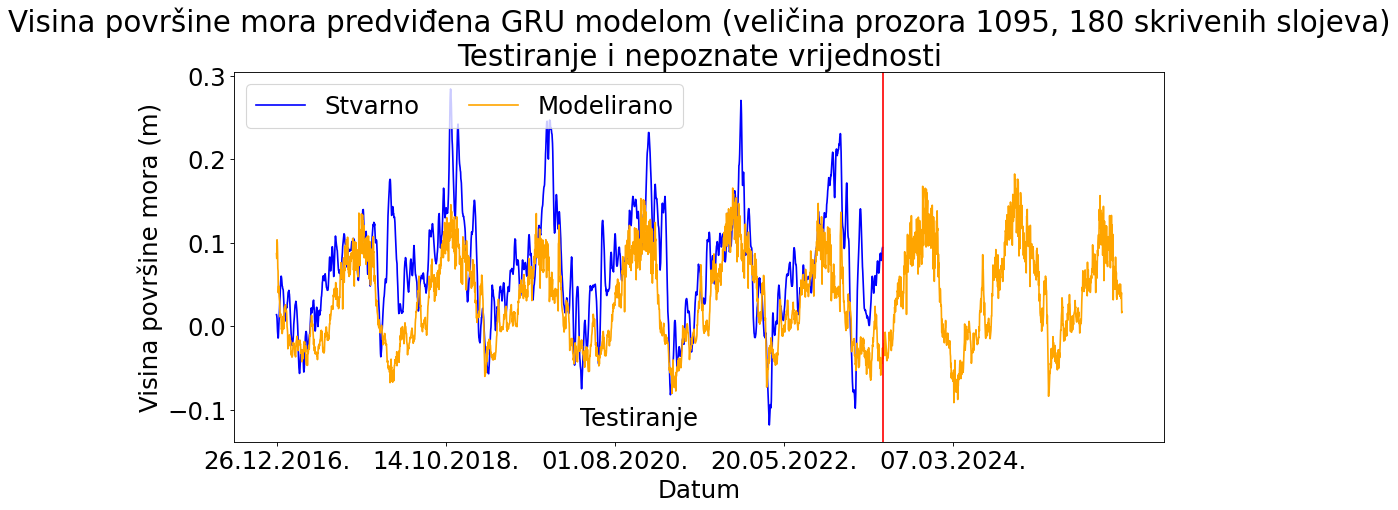 Visina površine mora predviđena GRU modelom (veličina prozora 1095, 180 skrivenih slojeva)
Testiranje i nepoznate vrijednosti
Stvarno
Modelirano
Visina površine mora (m)
0.3
0.2
0.1
0.0
−0.1
Testiranje
26.12.2016.
14.10.2018.
01.08.2020.
20.05.2022.
07.03.2024.
Datum